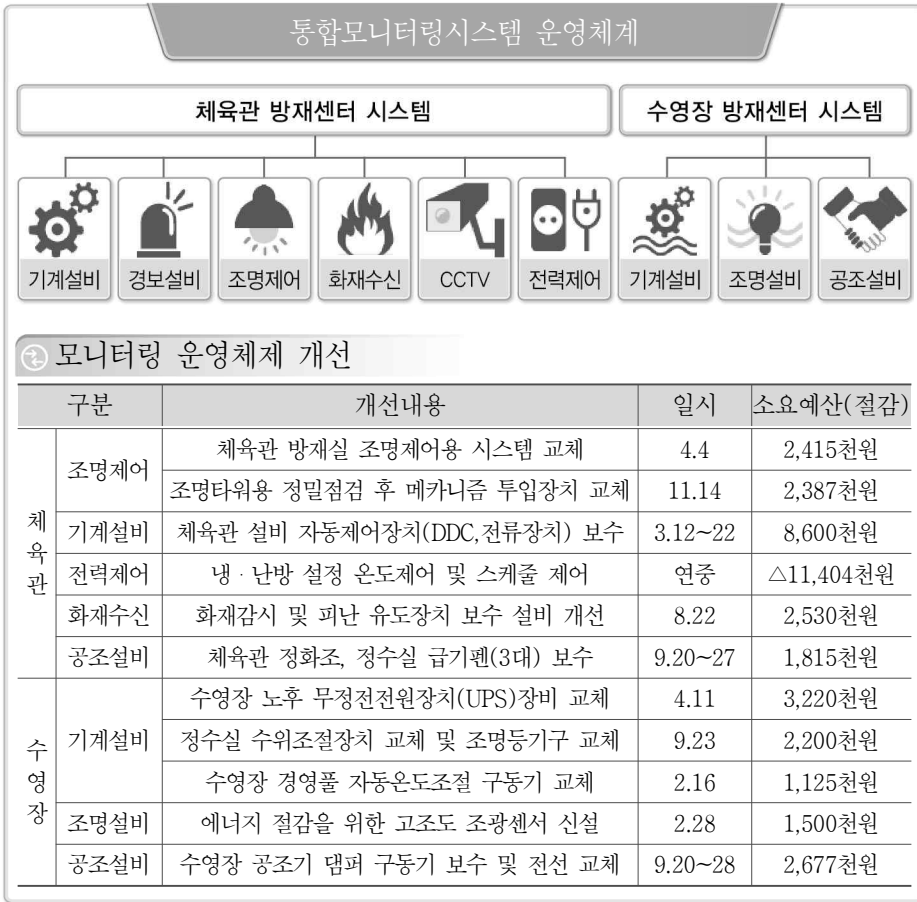 통합모니터링시스템 운영체계
체육관 방재센터 시스템 수영장 방재센터 시스템
기계설비 경보설비 조명제어 화재수신 CCTV 전력제어 기계설비 조명설비 공조설비
모니터링 운영체제 개선
구분 개선내용 일시 소요예산(절감)
체육관 조명제어 체육관 방재실 조명제어용 시스템 교체 4.4 2,415천원
조명타워용 정밀점검 후 메카니즘 투입장치 교체 11.14 2,387천원
기계설비 체육관 설비 자동제어장치(DDC,전류장치) 보수 3.12~22 8,600천원
전력제어 냉·난방 설정 온도제어 및 스케줄 제어 연중 △11,404천원
화재수신 화재감시 및 피난 유도장치 보수 설비 개선 8.22 2,530천원
공조설비 체육관 정화조, 정수실 급기펜(3대) 보수 9.20~27 1,815천원
수영장 기계설비 수영장 노후 무정전전원장치(UPS)장비 교체 4.11 3,220천원
정수실 수위조절장치 교체 및 조명등기구 교체 9.23 2,200천원
수영장 경영풀 자동온도조절 구동기 교체 2.16 1,125천원
조명설비 에너지 절감을 위한 고조도 조광센서 신설 2.28 1,500천원
공조설비 수영장 공조기 댐퍼 구동기 보수 및 전선 교체 9.20~28 2,677천원